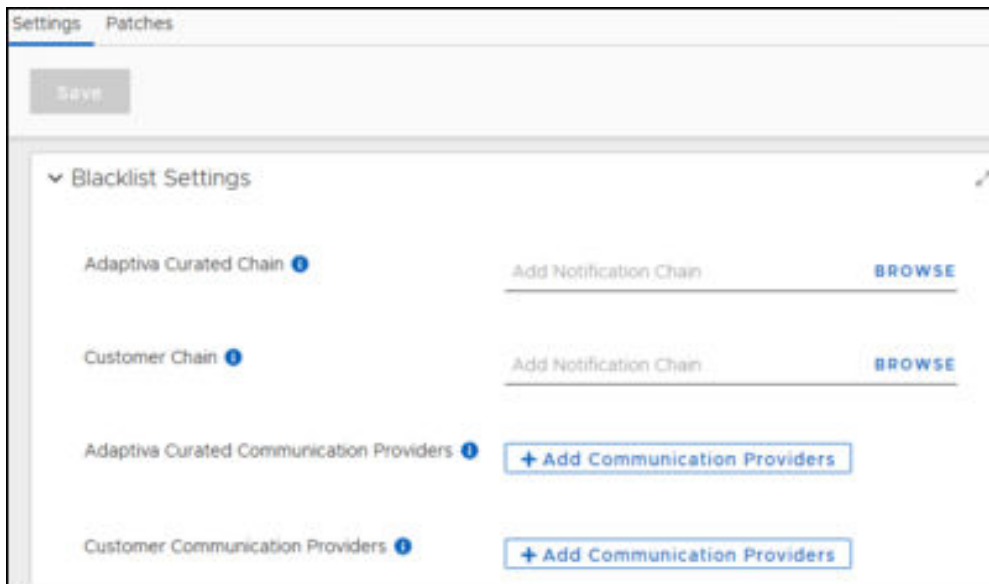 Settings Patches
Save
Blacklist Settings
Adaptiva Curated Chain Add Notification Chain BROWSE
Customer Chain Add Notification Chain BROWSE
Adaptiva Curated Communication Providers + Add Communication Providers
Customer Communication Providers + Add Communication Providers